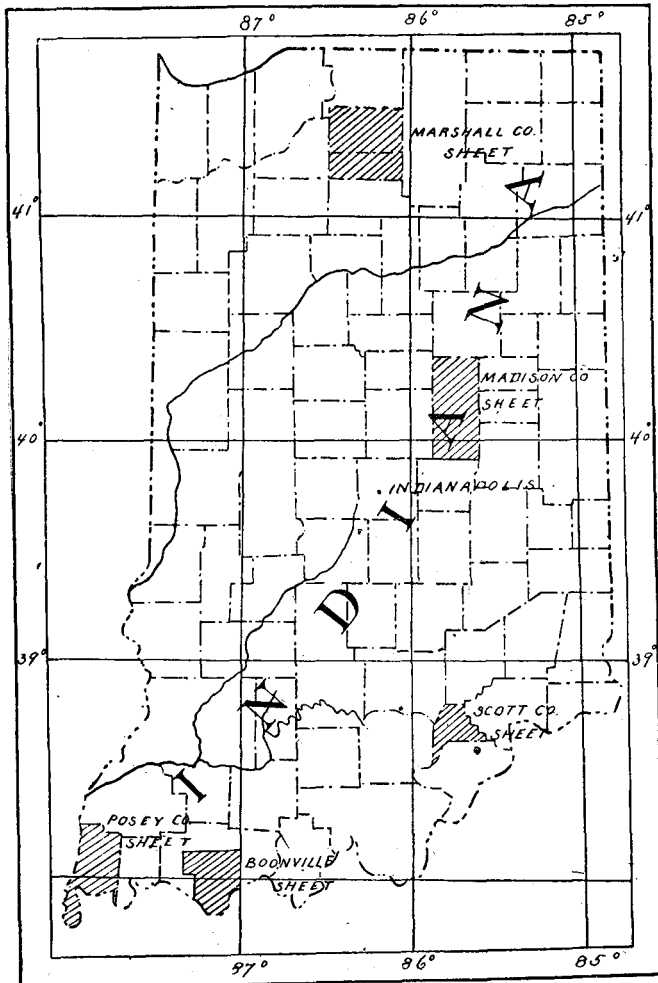 87° 86° 85°
MARSHALL CO.
SHEET
41° 41°
MADISON CO
SHEET
40° 40°
INDIANAPOLIS
39° 39°
SCOTT CO.
SHEET
POSEY CO.
SHEET
BOONVILLE
SHEET
INDIANA
87° 86° 85°